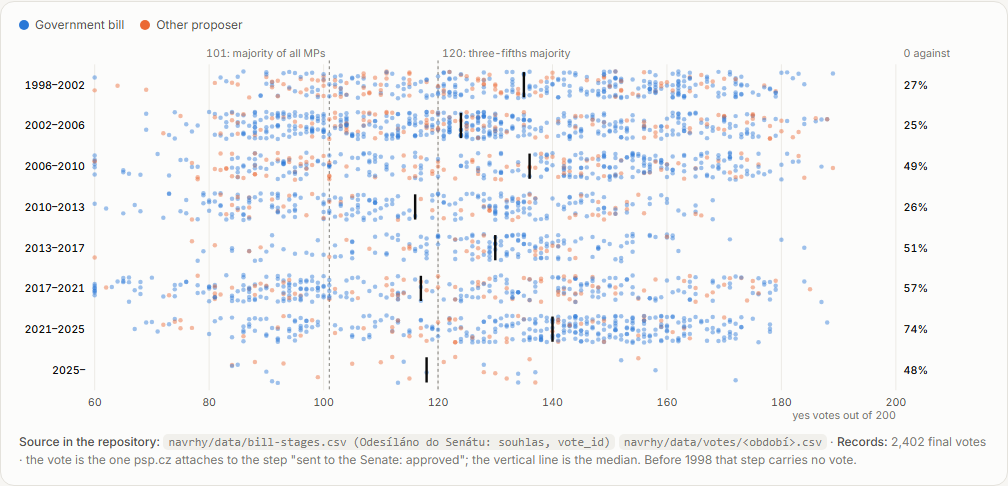 Government bill Other proposer
101: majority of all MPs 120: three-fifths majority 0 against
1998–2002 27%
2002–2006 25%
2006–2010 49%
2010–2013 26%
2013–2017 51%
2017–2021 57%
2021–2025 74%
2025– 48%
60 80 100 120 140 160 180 200
yes votes out of 200
Source in the repository: navrhy/data/bill-stages.csv (Odesíláno do Senátu: souhlas, vote_id) navrhy/data/votes/<období>.csv · Records: 2,402 final votes
· the vote is the one psp.cz attaches to the step "sent to the Senate: approved"; the vertical line is the median. Before 1998 that step carries no vote.